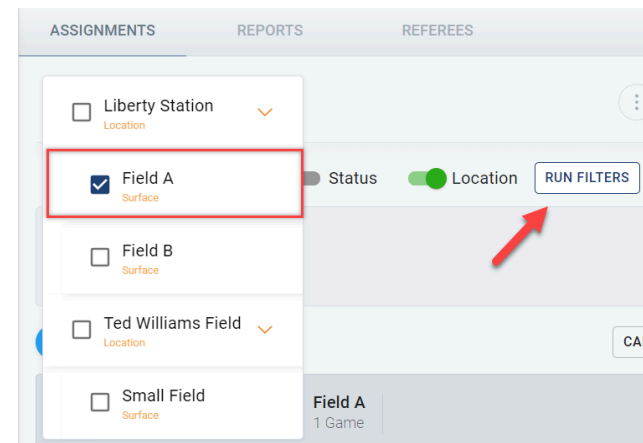 ASSIGNMENTS REPORTS REFEREES
Liberty Station
Location
Field A
Surface
Status Location RUN FILTERS
Field B
Surface
Ted Williams Field
Location
Small Field
Surface
Field A
1 Game